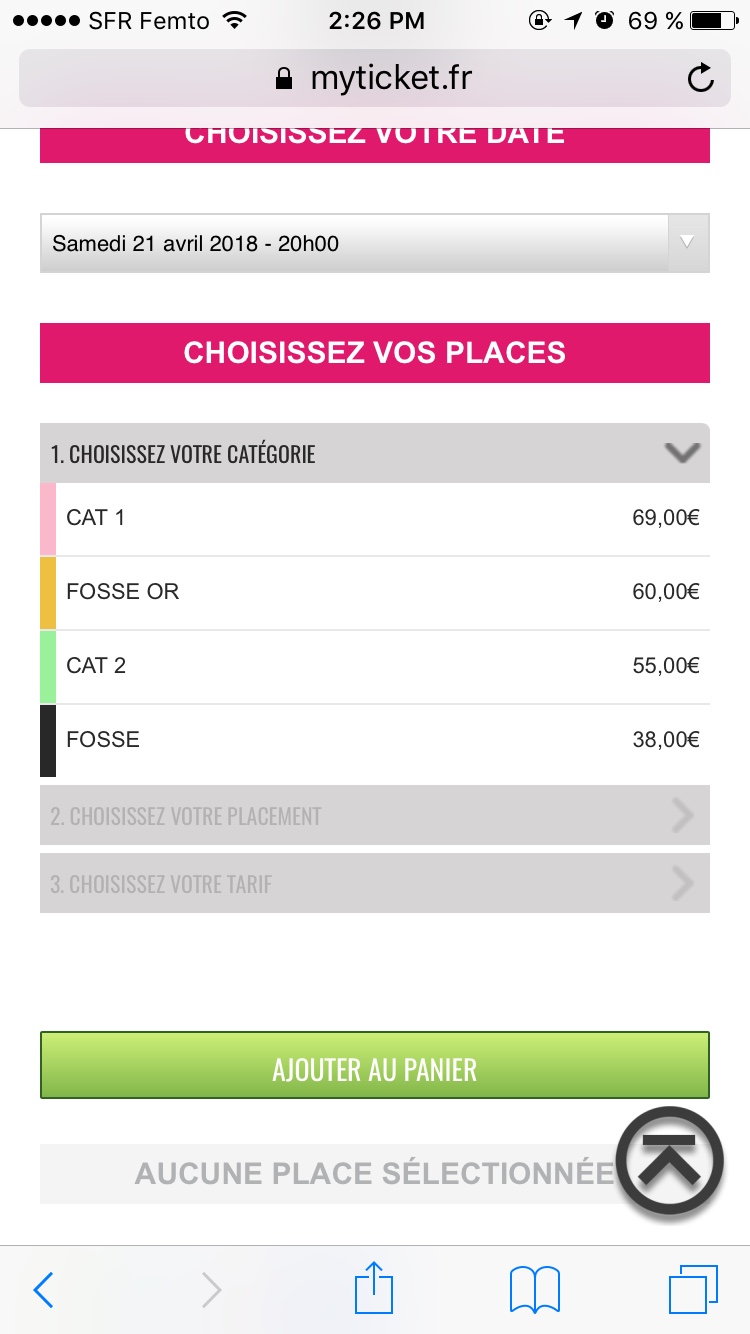 SFR Femto 2:26 PM 69 %
myticket.fr
CHOISISSEZ VOTRE DATE
Samedi 21 avril 2018 - 20h00
CHOISISSEZ VOS PLACES
1. CHOISISSEZ VOTRE CATÉGORIE
CAT 1 69,00€
FOSSE OR 60,00€
CAT 2 55,00€
FOSSE 38,00€
2. CHOISISSEZ VOTRE PLACEMENT
3. CHOISISSEZ VOTRE TARIF
AJOUTER AU PANIER
AUCUNE PLACE SÉLECTIONNÉE